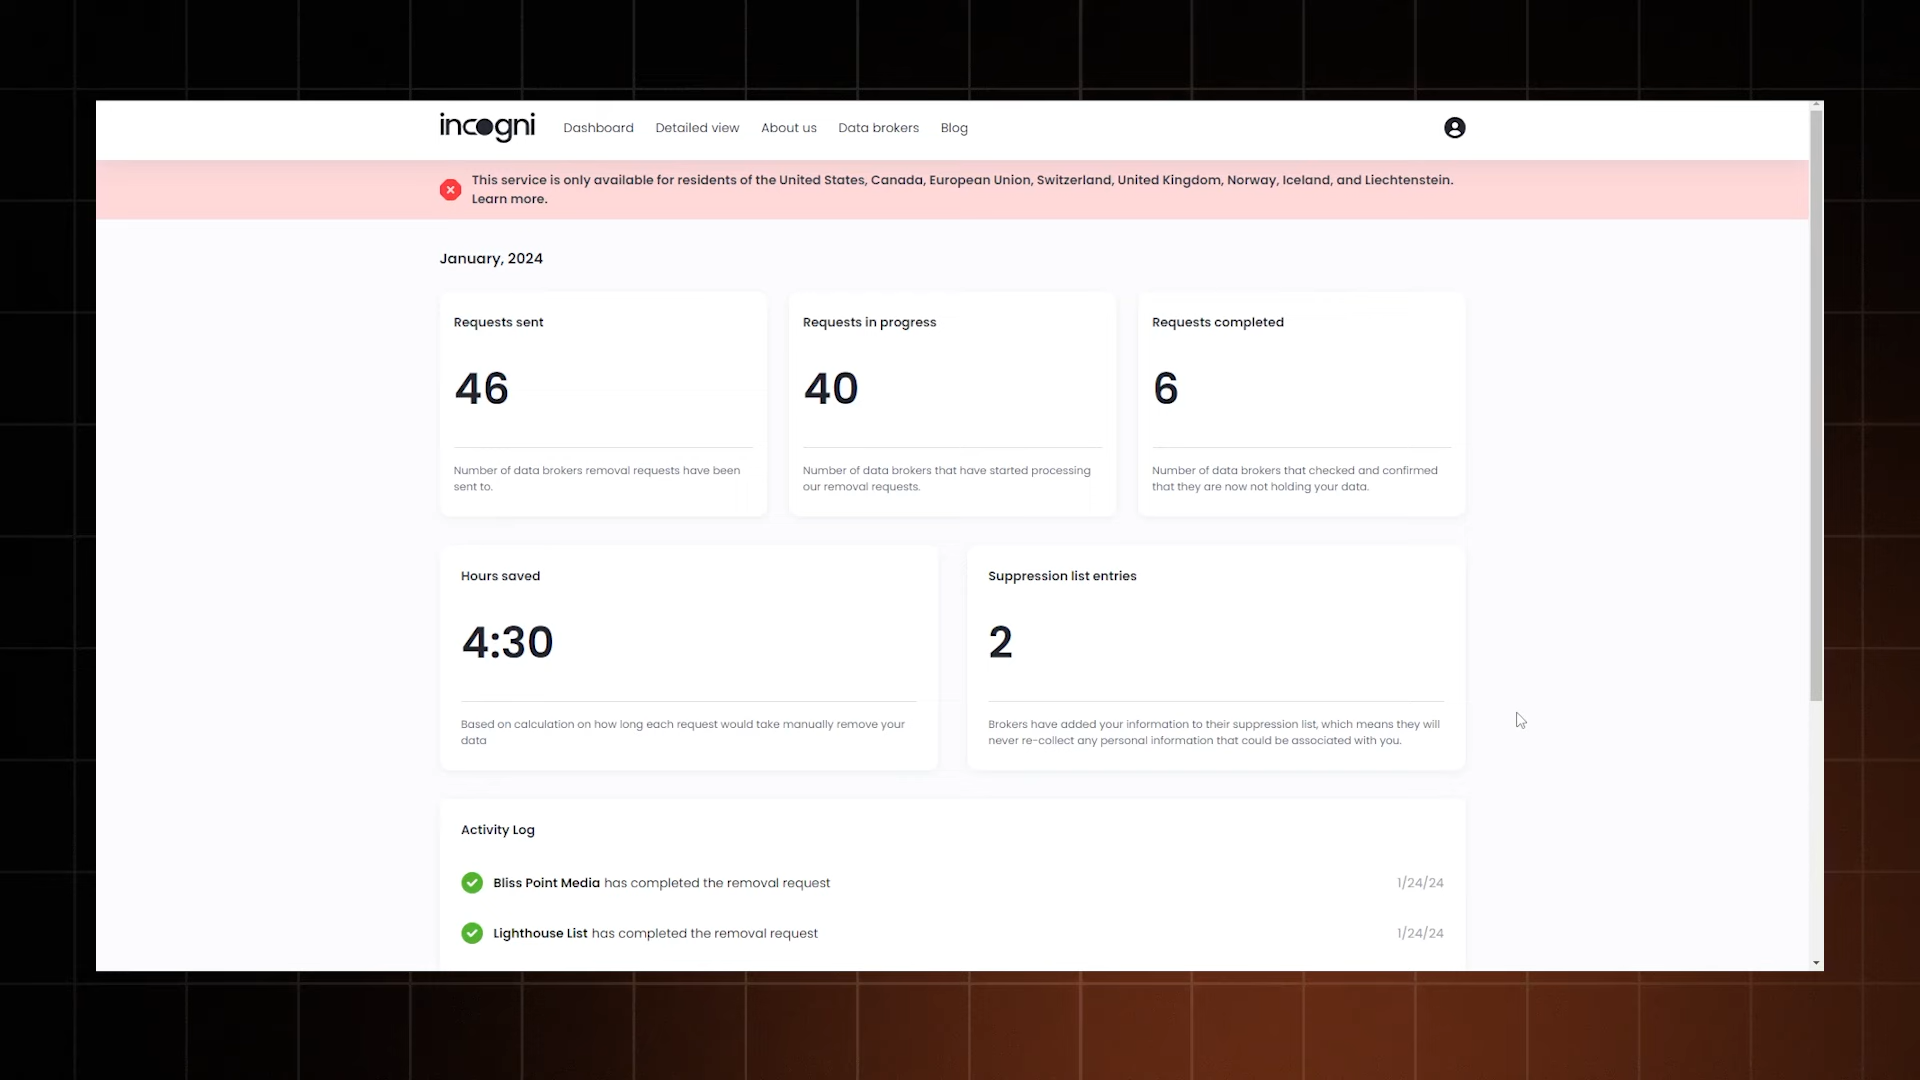 incogni Dashboard Detailed view About us Data brokers Blog
This service is only available for residents of the United States, Canada, European Union, Switzerland, United Kingdom, Norway, Iceland, and Liechtenstein.
Learn more.
January, 2024
Requests sent
46
Number of data brokers removal requests have been
sent to.
Requests in progress
40
Number of data brokers that have started processing
our removal requests.
Requests completed
6
Number of data brokers that checked and confirmed
that they are now not holding your data.
Hours saved
4:30
Based on calculation on how long each request would take manually remove your
data
Suppression list entries
2
Brokers have added your information to their suppression list, which means they will
never re-collect any personal information that could be associated with you.
Activity Log
Bliss Point Media has completed the removal request 1/24/24
Lighthouse List has completed the removal request 1/24/24